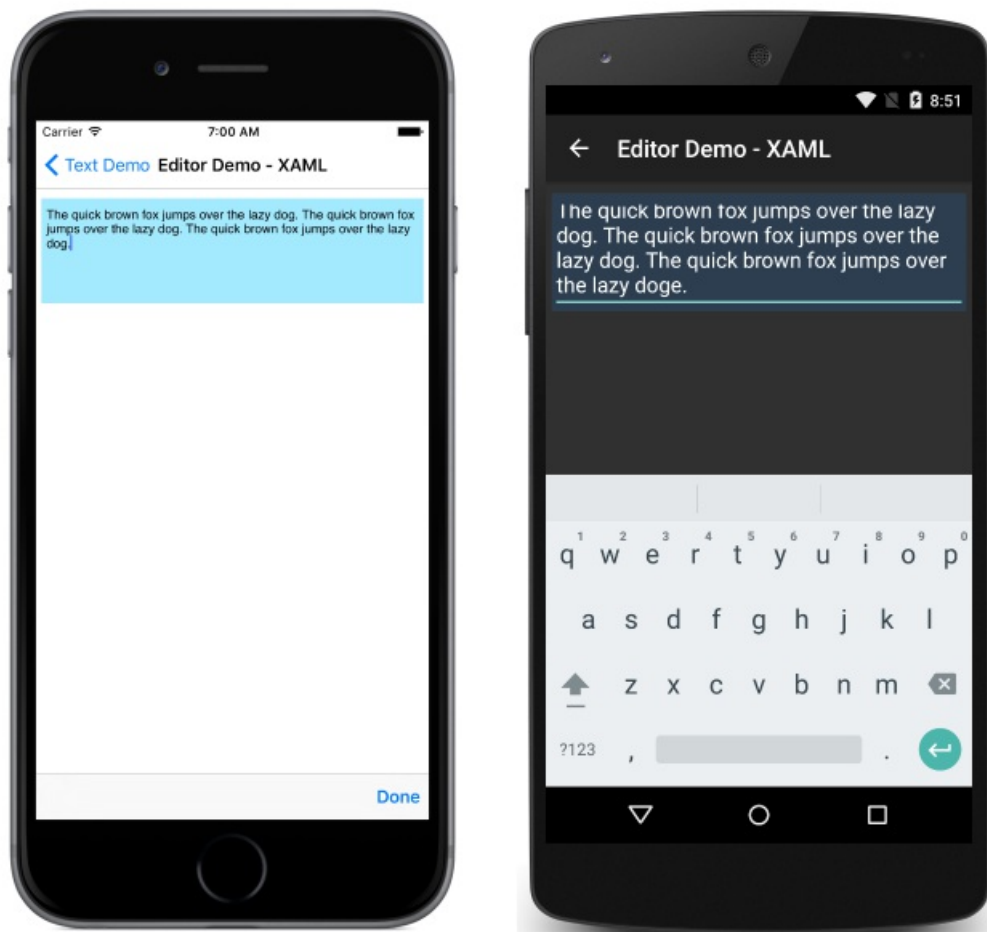 Carrier 7:00 AM
Text Demo Editor Demo - XAML
The quick brown fox jumps over the lazy dog. The quick brown fox
jumps over the lazy dog. The quick brown fox jumps over the lazy
dog.
Done
8:51
Editor Demo - XAML
The quick brown fox jumps over the lazy
dog. The quick brown fox jumps over the
lazy dog. The quick brown fox jumps over
the lazy doge.
1 2 3 4 5 6 7 8 9 0
q w e r t y u i o p
a s d f g h j k l
z x c v b n m
?123 , .